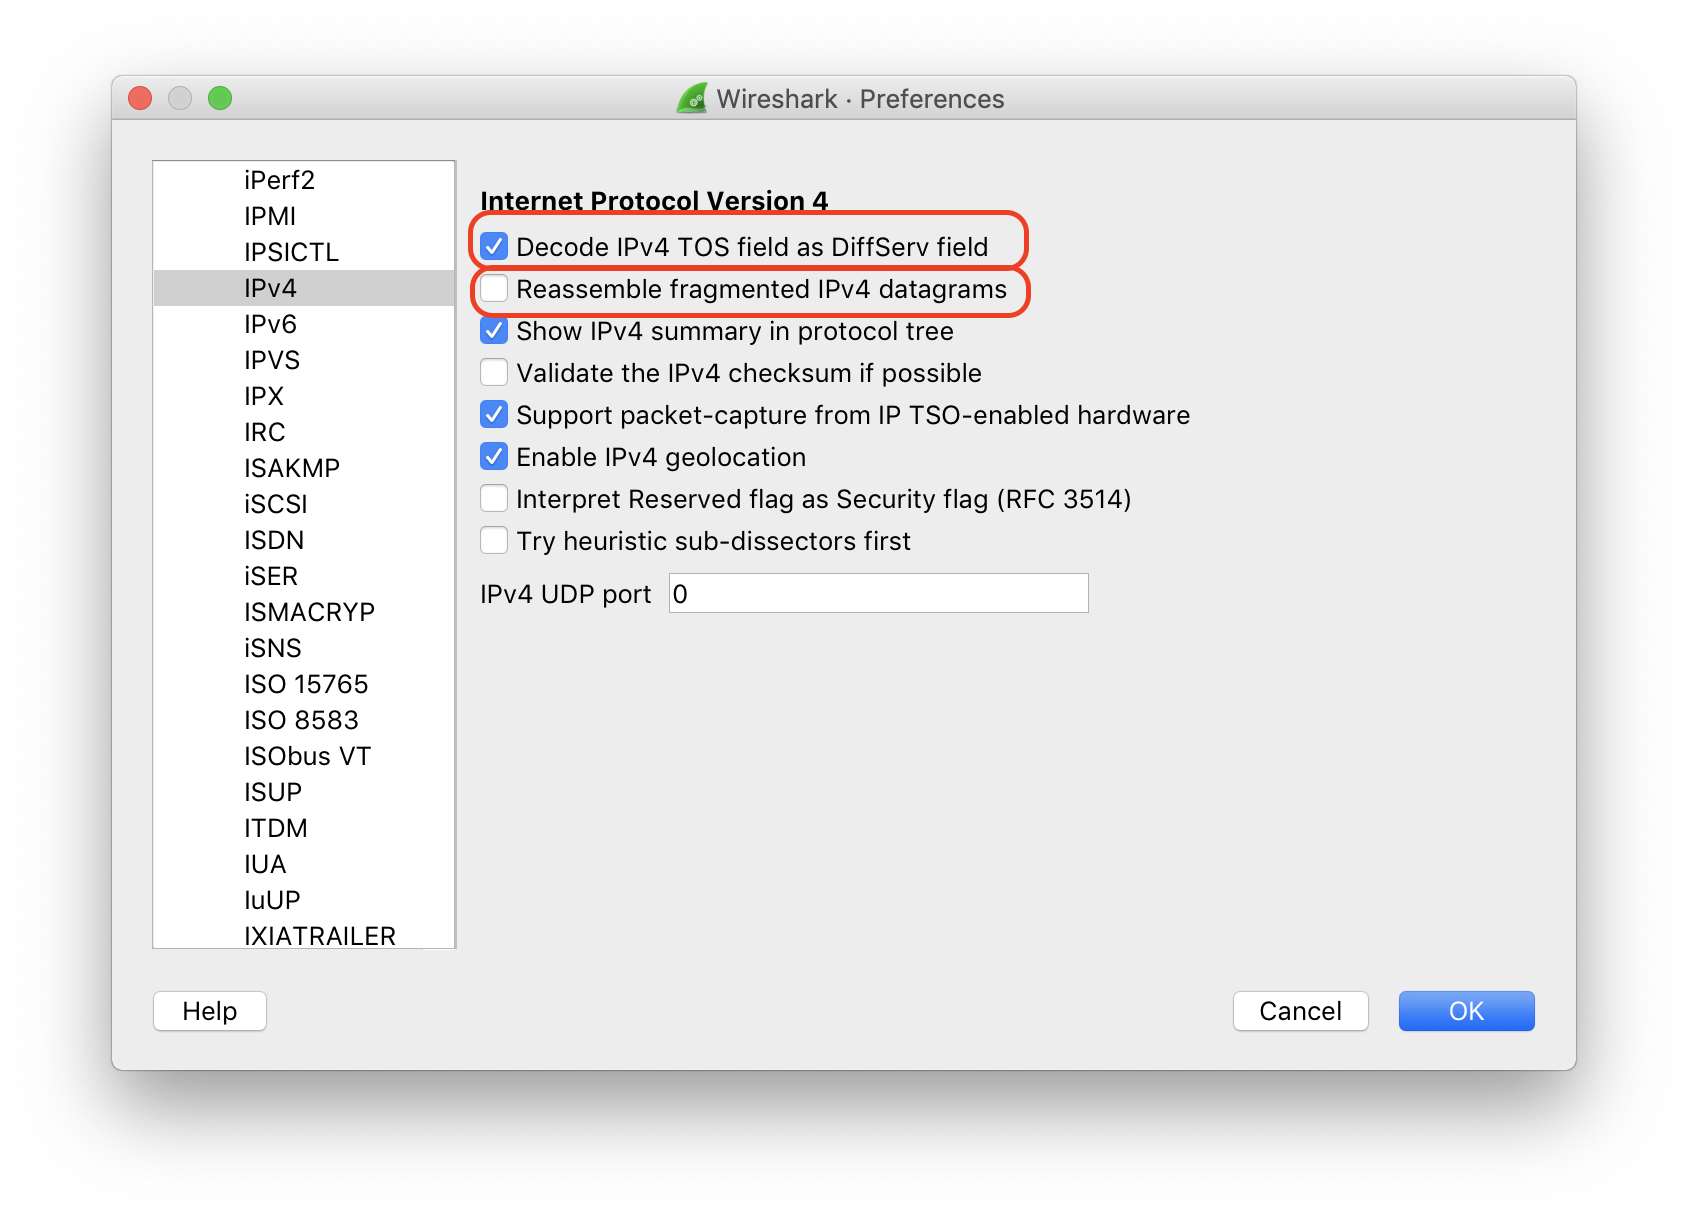 Wireshark · Preferences
iPerf2
IPMI
IPSICTL
IPv4
IPv6
IPVS
IPX
IRC
ISAKMP
iSCSI
ISDN
iSER
ISMACRYP
iSNS
ISO 15765
ISO 8583
ISObus VT
ISUP
ITDM
IUA
IuUP
IXIATRAILER
Internet Protocol Version 4
Decode IPv4 TOS field as DiffServ field
Reassemble fragmented IPv4 datagrams
Show IPv4 summary in protocol tree
Validate the IPv4 checksum if possible
Support packet-capture from IP TSO-enabled hardware
Enable IPv4 geolocation
Interpret Reserved flag as Security flag (RFC 3514)
Try heuristic sub-dissectors first
IPv4 UDP port 0
Help Cancel OK